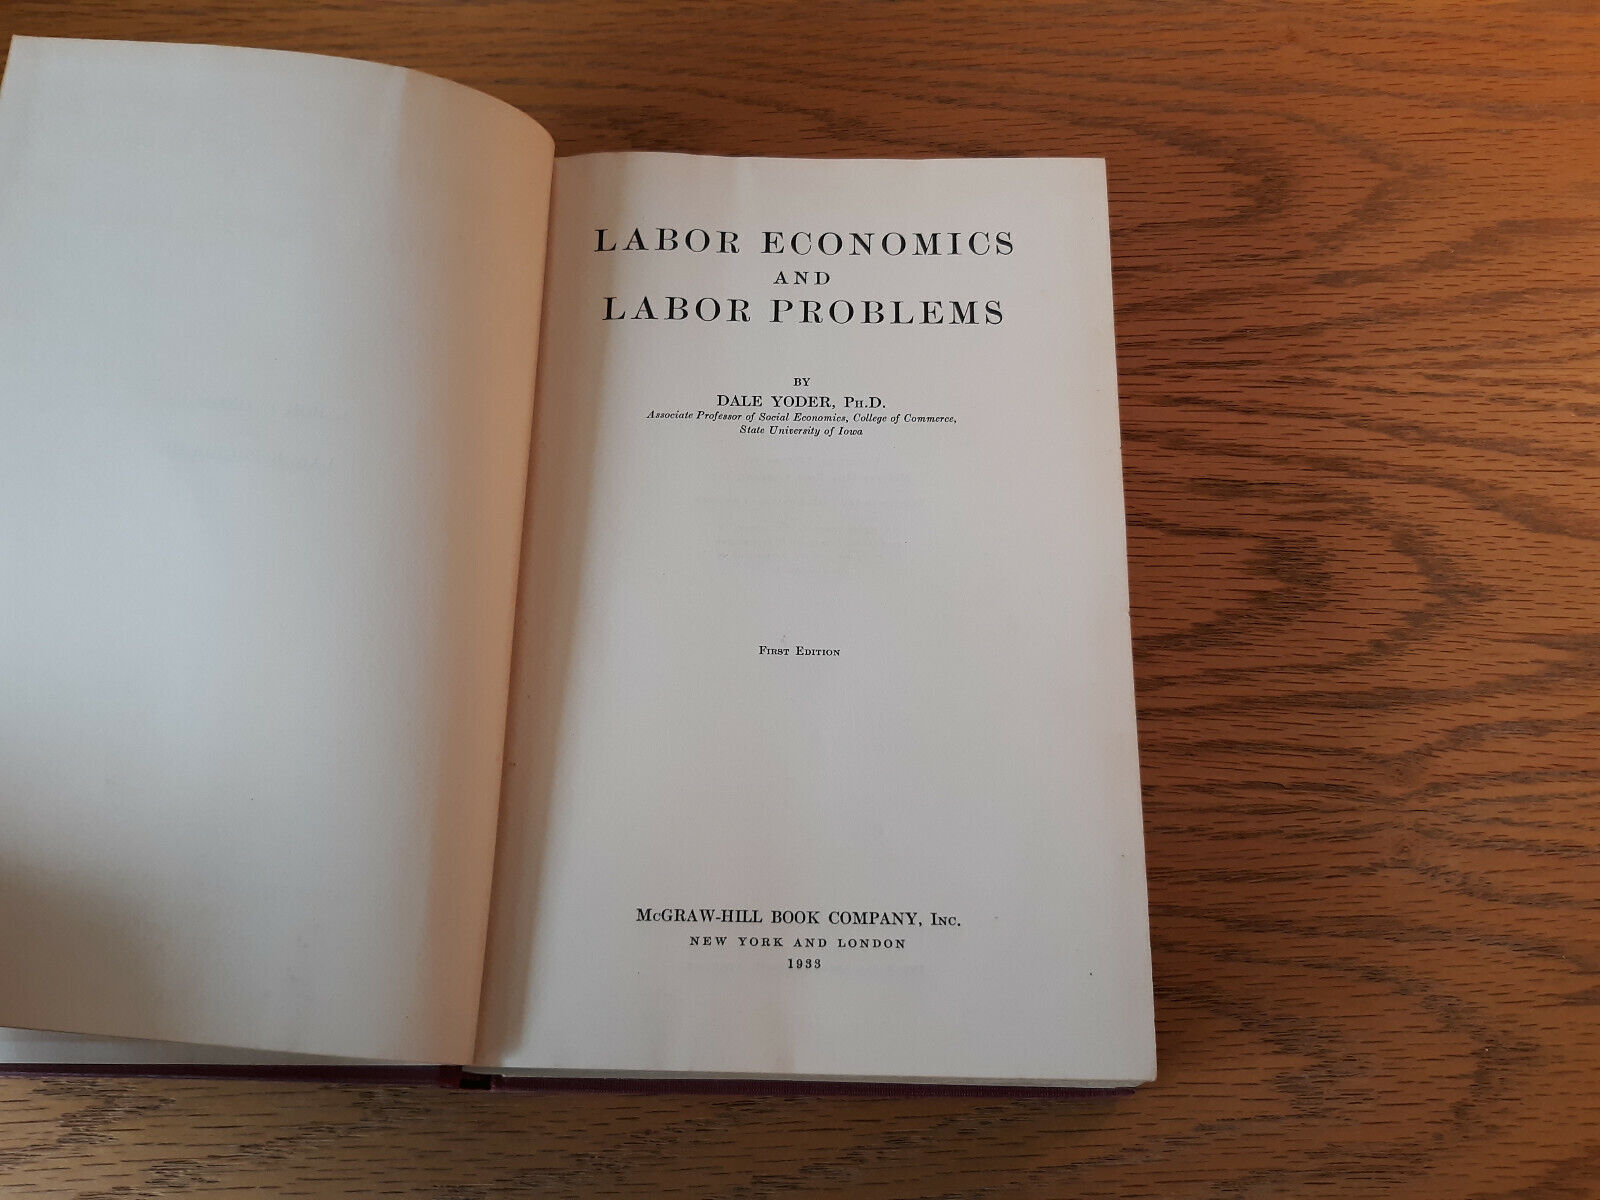 LABOR ECONOMICS
AND
LABOR PROBLEMS
BY
DALE YODER, PH.D.
Associate Professor of Social Economics, College of Commerce,
State University of Iowa
FIRST EDITION
McGRAW-HILL BOOK COMPANY, INC.
NEW YORK AND LONDON
1933